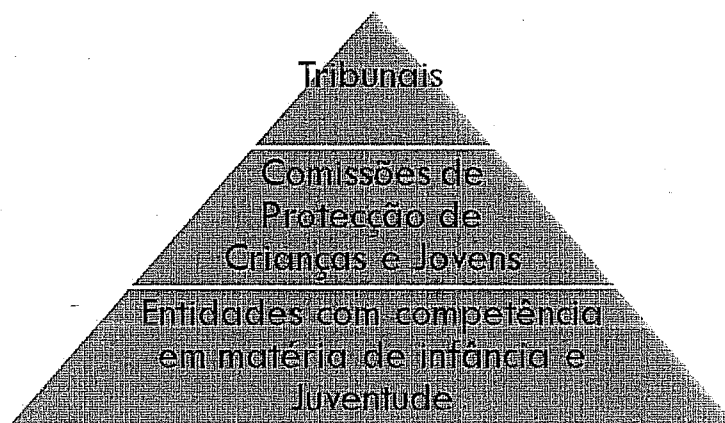 Tribunais
Comissões de
Protecção de
Crianças e Jovens
Entidades com competência
em matéria de infância e
Juventude